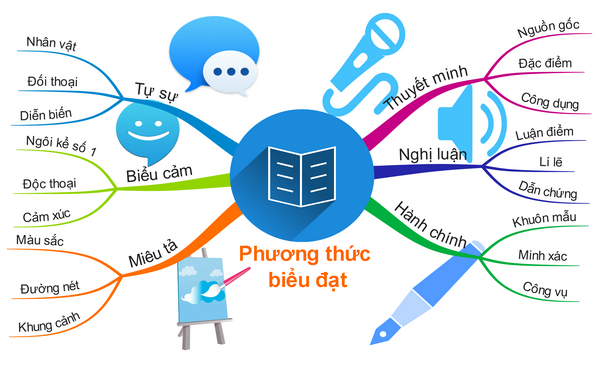 Phương thức
biểu đạt
Tự sự
Nhân vật
Đối thoại
Diễn biến
Biểu cảm
Ngôi kể số 1
Độc thoại
Cảm xúc
Miêu tả
Màu sắc
Đường nét
Khung cảnh
Thuyết minh
Nguồn gốc
Đặc điểm
Công dụng
Nghị luận
Luận điểm
Lí lẽ
Dẫn chứng
Hành chính
Khuôn mẫu
Minh xác
Công vụ